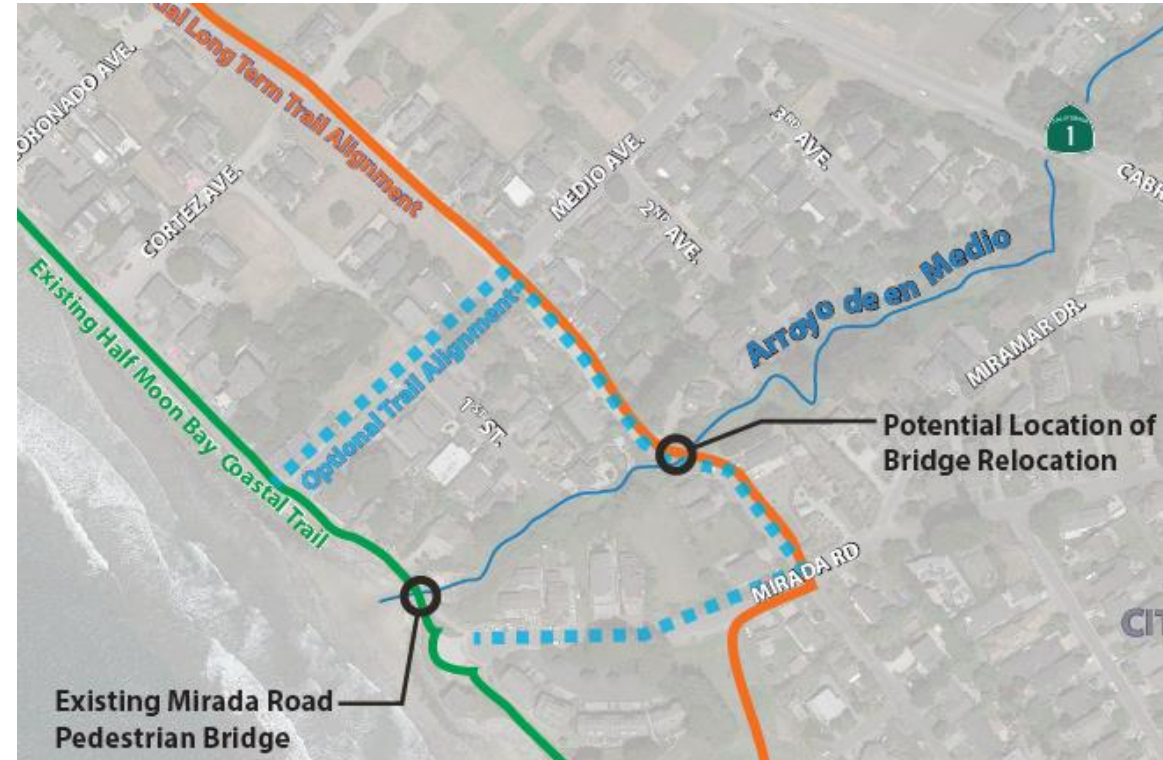 ual Long Term Trail Alignment
CORONADO AVE.
CORTEZ AVE.
MEDIO AVE.
3RD AVE.
2ND AVE.
CALIFORNIA
1
Arroyo de en Medio
MIRAMAR DR.
Existing Half Moon Bay Coastal Trail
Optional Trail Alignment
1ST ST.
Potential Location of
Bridge Relocation
MIRADA RD
Existing Mirada Road
Pedestrian Bridge